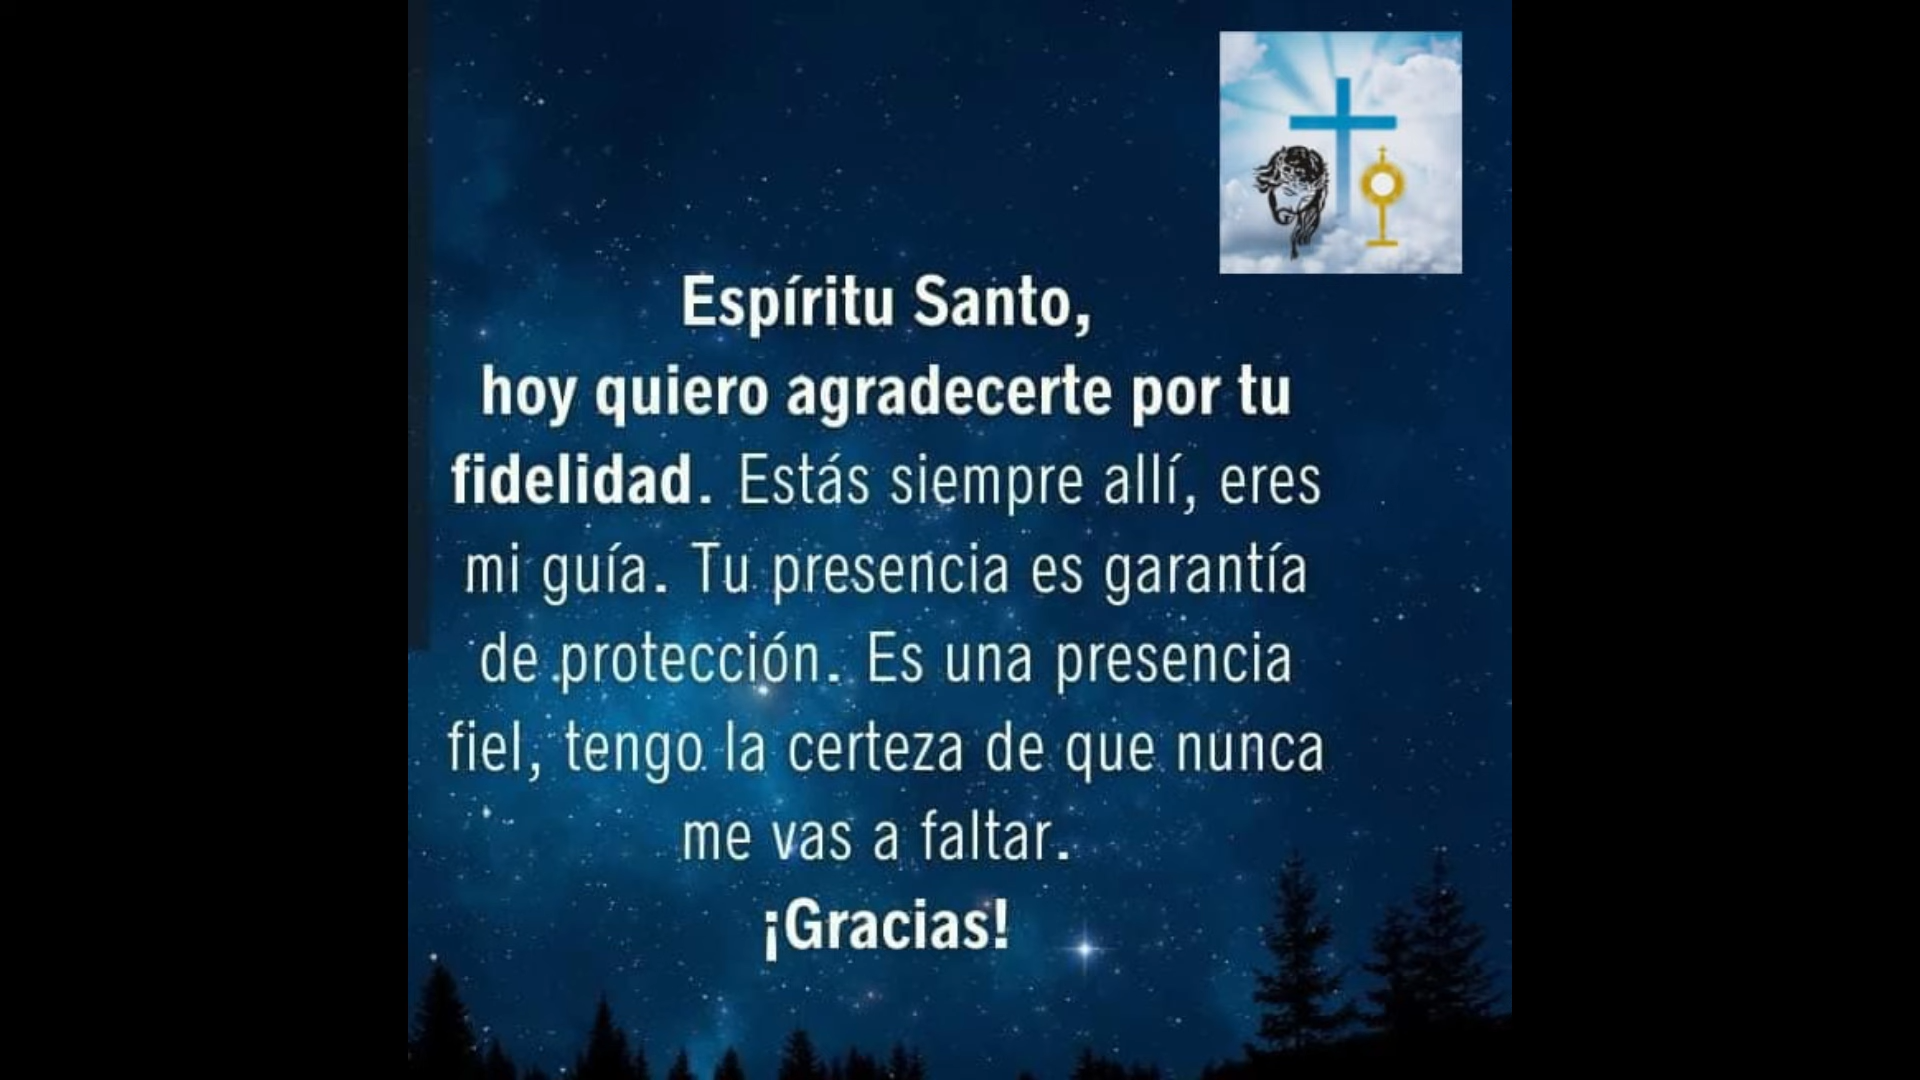 Espíritu Santo,
hoy quiero agradecerte por tu
fidelidad. Estás siempre allí, eres
mi guía. Tu presencia es garantía
de protección. Es una presencia
fiel, tengo la certeza de que nunca
me vas a faltar.
¡Gracias!